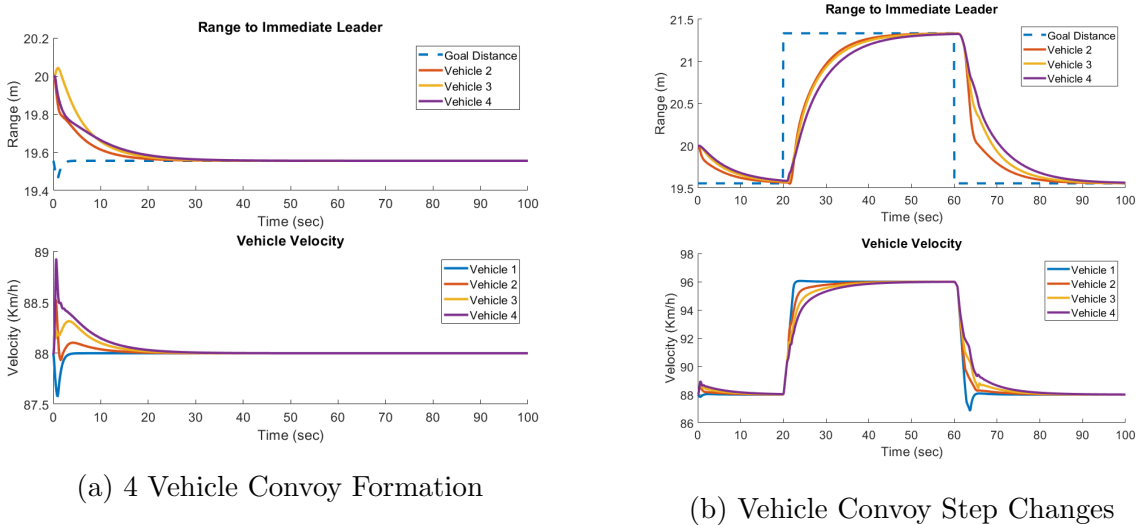 Range to Immediate Leader
20.2
20
19.8
19.6
19.4
Range (m)
0 10 20 30 40 50 60 70 80 90 100
Time (sec)
Goal Distance
Vehicle 2
Vehicle 3
Vehicle 4
Vehicle Velocity
89
88.5
88
87.5
Velocity (Km/h)
0 10 20 30 40 50 60 70 80 90 100
Time (sec)
Vehicle 1
Vehicle 2
Vehicle 3
Vehicle 4
(a) 4 Vehicle Convoy Formation
Range to Immediate Leader
21.5
21
20.5
20
19.5
Range (m)
0 10 20 30 40 50 60 70 80 90 100
Time (sec)
Goal Distance
Vehicle 2
Vehicle 3
Vehicle 4
Vehicle Velocity
98
96
94
92
90
88
86
Velocity (Km/h)
0 10 20 30 40 50 60 70 80 90 100
Time (sec)
Vehicle 1
Vehicle 2
Vehicle 3
Vehicle 4
(b) Vehicle Convoy Step Changes